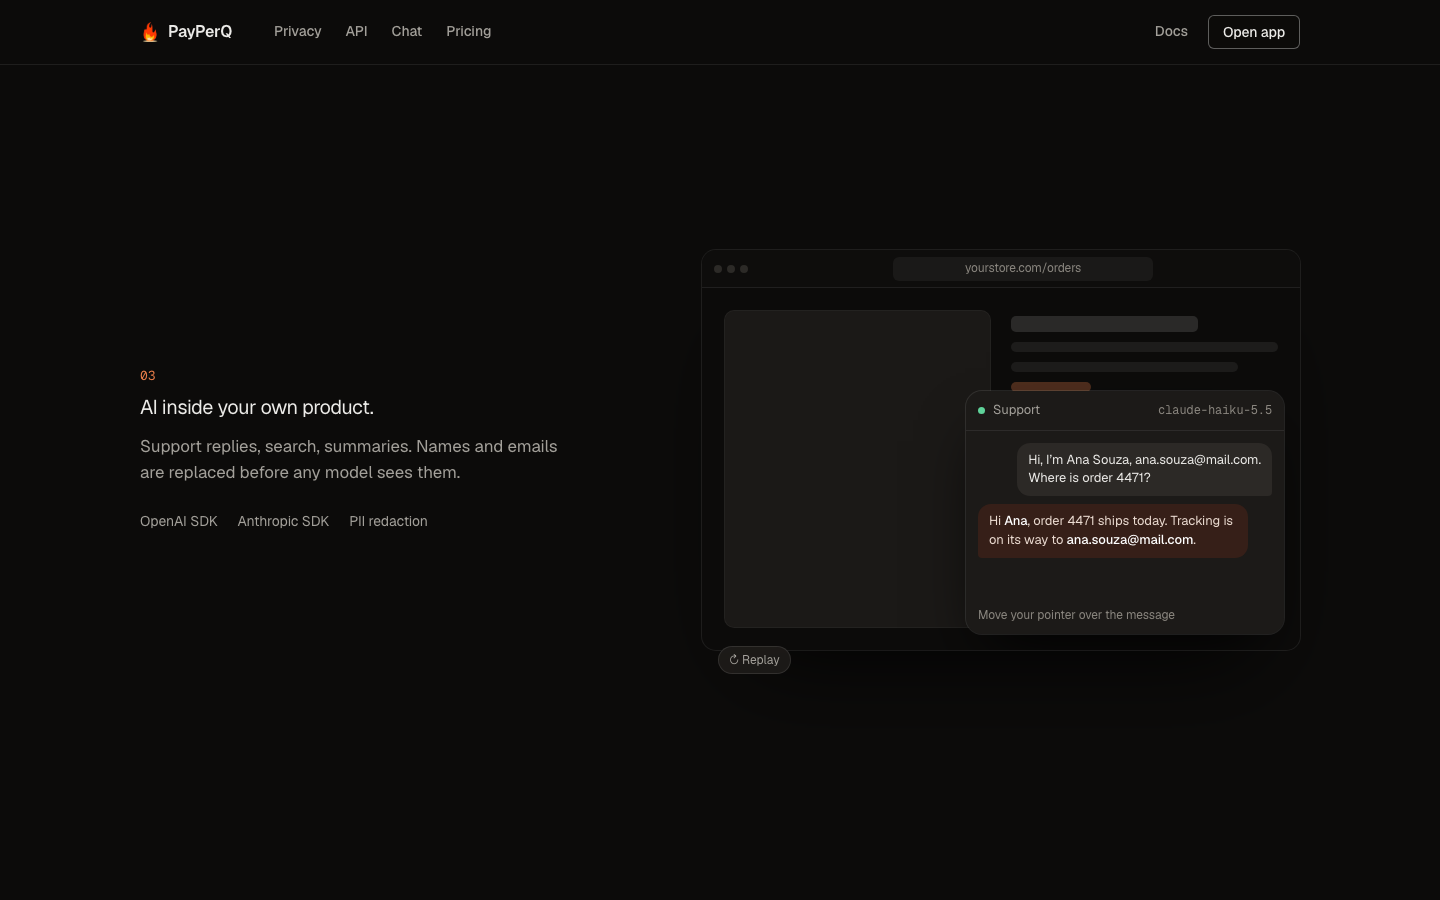 PayPerQ
Privacy
API
Chat
Pricing
Docs
Open app
03
AI inside your own product.
Support replies, search, summaries. Names and emails
are replaced before any model sees them.
OpenAI SDK
Anthropic SDK
PII redaction
yourstore.com/orders
Support
claude-haiku-5.5
Hi, I'm Ana Souza, ana.souza@mail.com.
Where is order 4471?
Hi Ana, order 4471 ships today. Tracking is
on its way to ana.souza@mail.com.
Move your pointer over the message
Replay